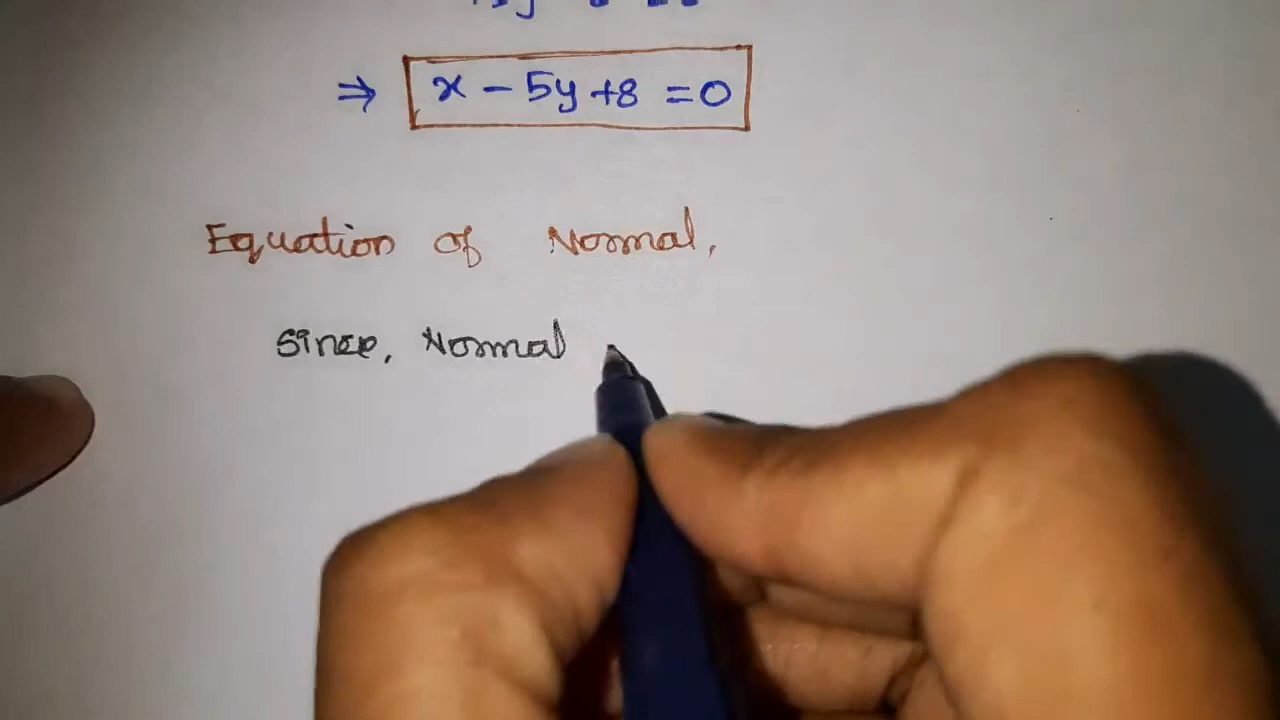 ⇒ x - 5y + 8 = 0
Equation of Normal,
Since, Normal